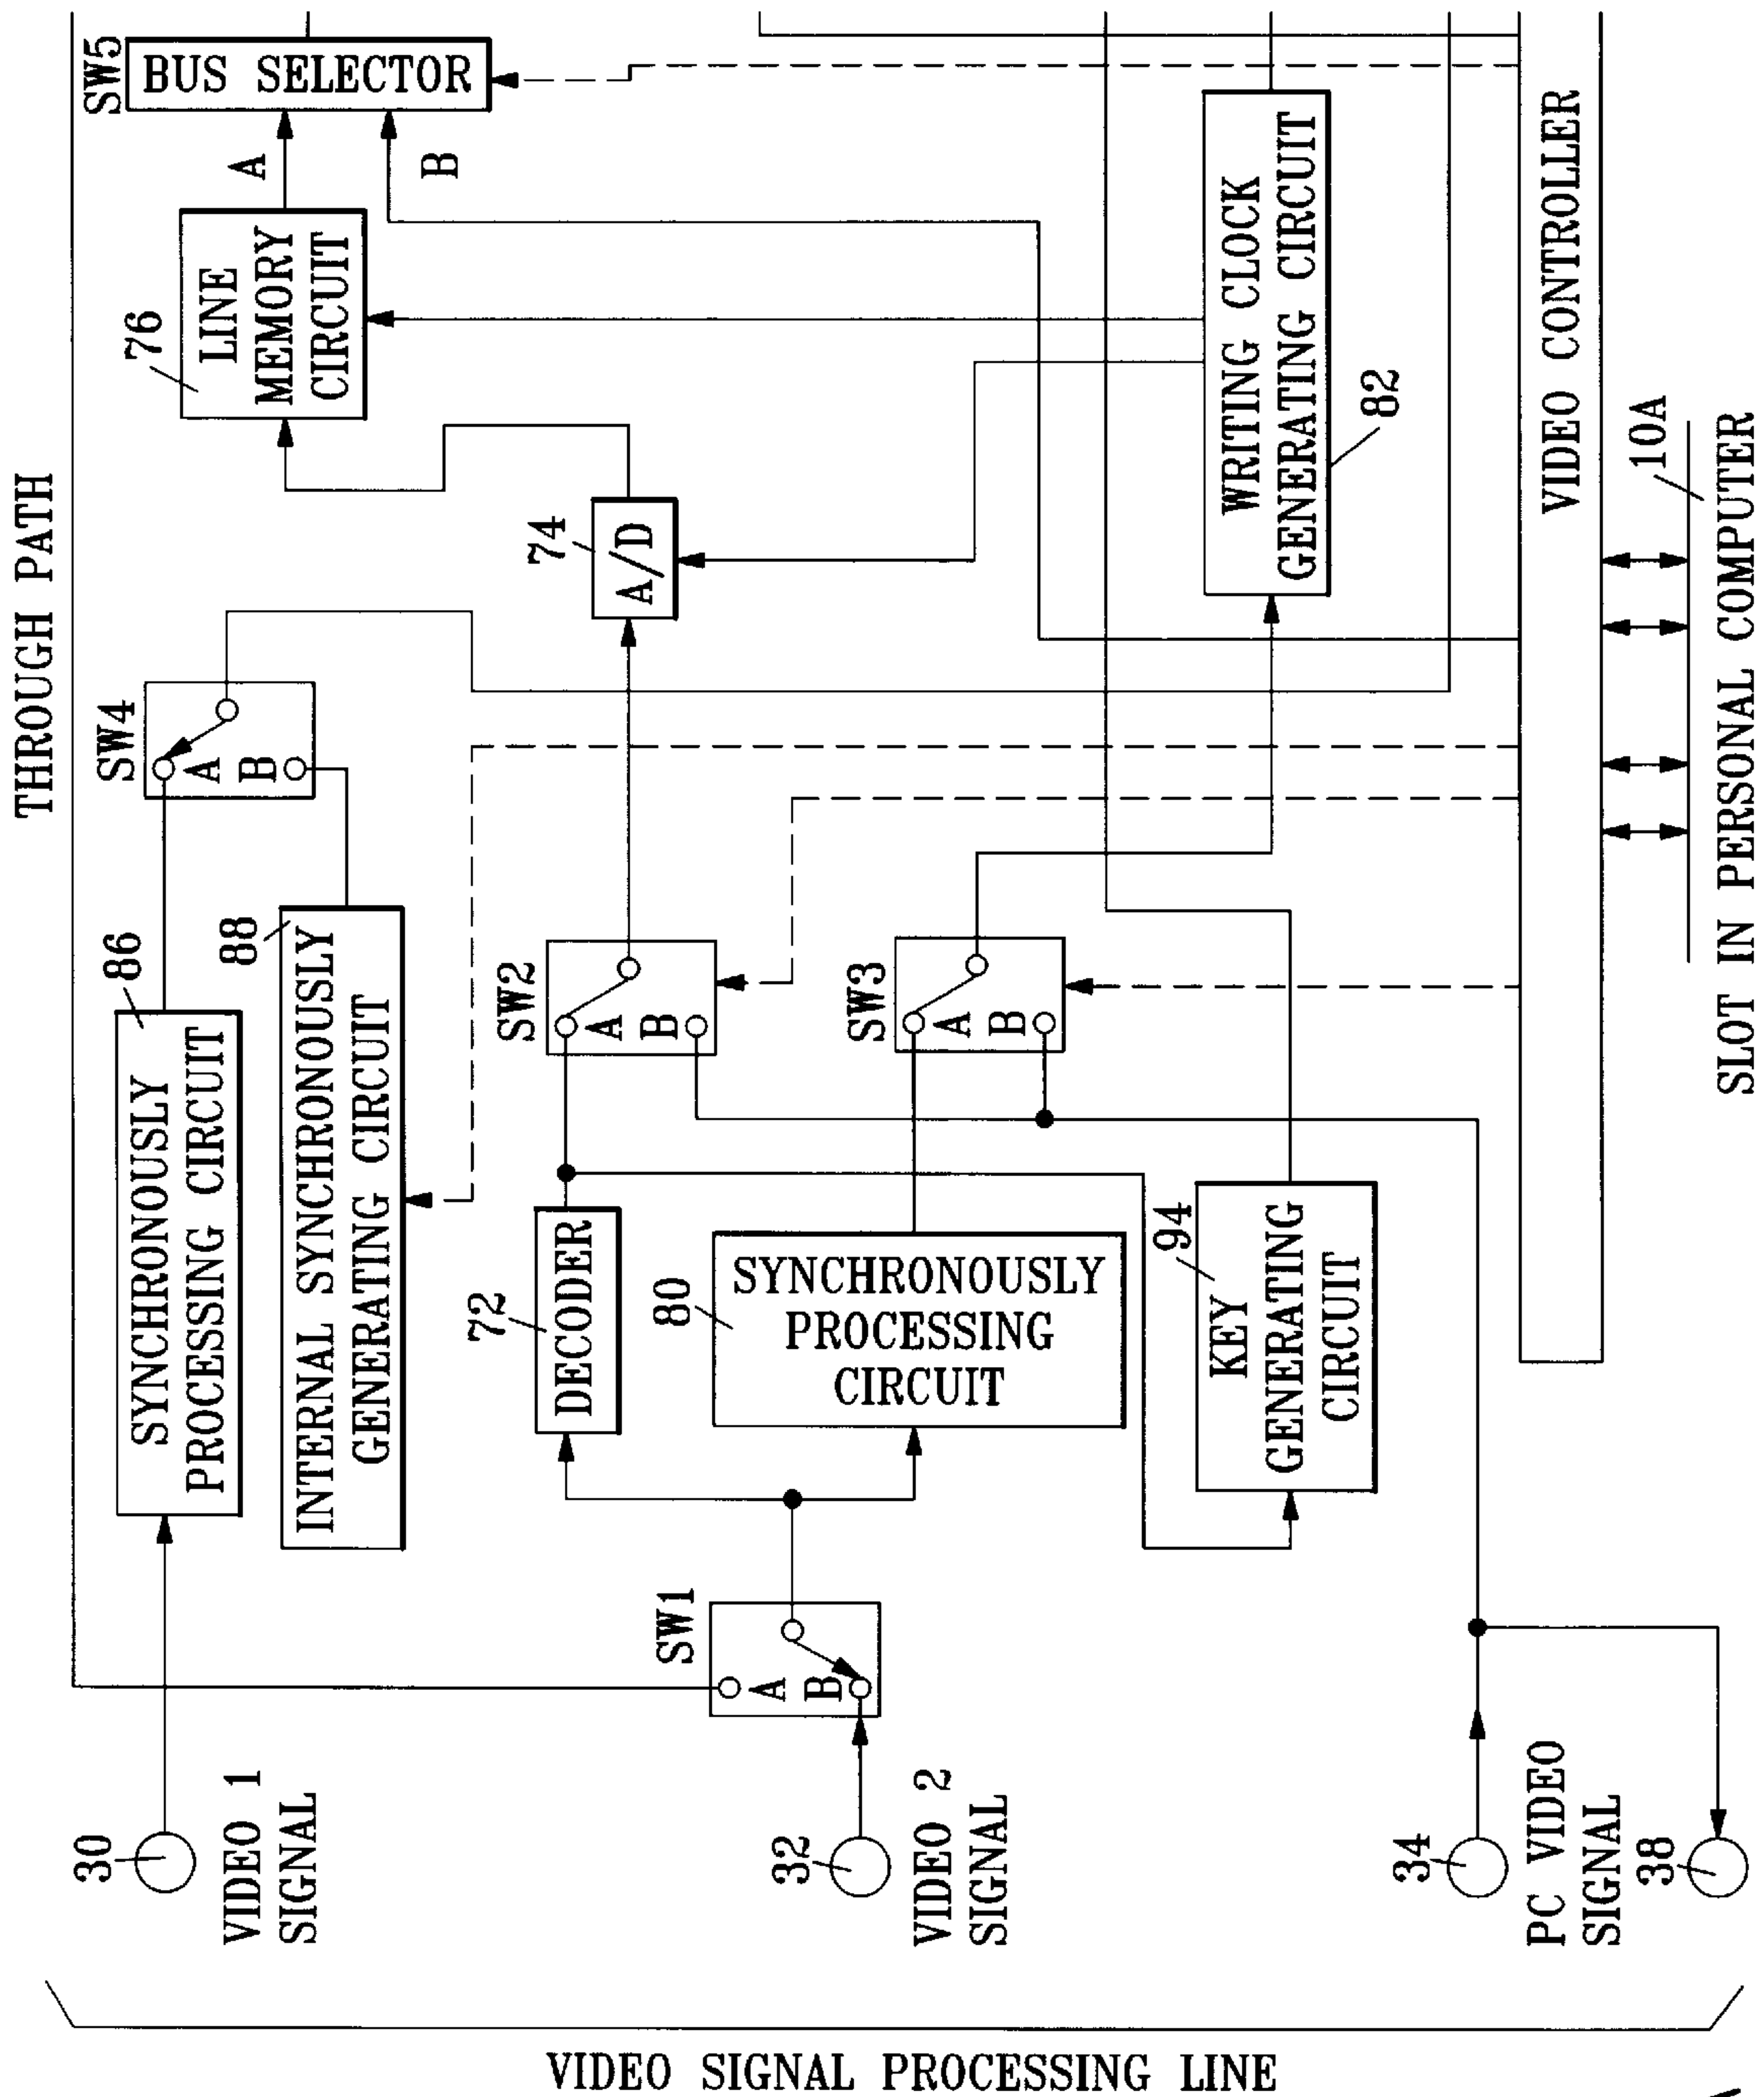 THROUGH PATH
SW5
BUS SELECTOR
A
B
76
LINE
MEMORY
CIRCUIT
74
A/D
WRITING CLOCK
GENERATING CIRCUIT
82
SW4
A
B
86
SYNCHRONOUSLY
PROCESSING CIRCUIT
88
INTERNAL SYNCHRONOUSLY
GENERATING CIRCUIT
SW2
A
B
SW3
A
B
72
DECODER
80
SYNCHRONOUSLY
PROCESSING
CIRCUIT
94
KEY
GENERATING
CIRCUIT
SW1
A
B
30
VIDEO 1
SIGNAL
32
VIDEO 2
SIGNAL
34
PC VIDEO
SIGNAL
38
VIDEO CONTROLLER
10A
SLOT IN PERSONAL COMPUTER
VIDEO SIGNAL PROCESSING LINE